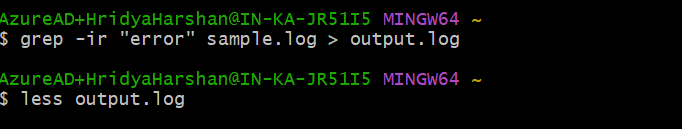 AzureAD+HridyaHarshan@IN-KA-JR51I5 MINGW64 ~
$ grep -ir "error" sample.log > output.log
AzureAD+HridyaHarshan@IN-KA-JR51I5 MINGW64 ~
$ less output.log